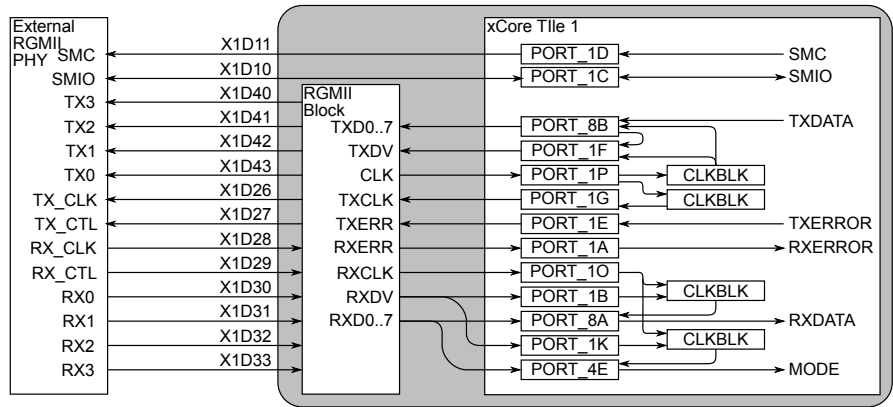 External
RGMII
PHY
SMC
SMIO
TX3
TX2
TX1
TX0
TX_CLK
TX_CTL
RX_CLK
RX_CTL
RX0
RX1
RX2
RX3
X1D11
X1D10
X1D40
X1D41
X1D42
X1D43
X1D26
X1D27
X1D28
X1D29
X1D30
X1D31
X1D32
X1D33
RGMII
Block
TXD0..7
TXDV
CLK
TXCLK
TXERR
RXERR
RXCLK
RXDV
RXD0..7
xCore TIle 1
PORT_1D
PORT_1C
PORT_8B
PORT_1F
PORT_1P
PORT_1G
PORT_1E
PORT_1A
PORT_1O
PORT_1B
PORT_8A
PORT_1K
PORT_4E
CLKBLK
CLKBLK
CLKBLK
CLKBLK
SMC
SMIO
TXDATA
TXERROR
RXERROR
RXDATA
MODE